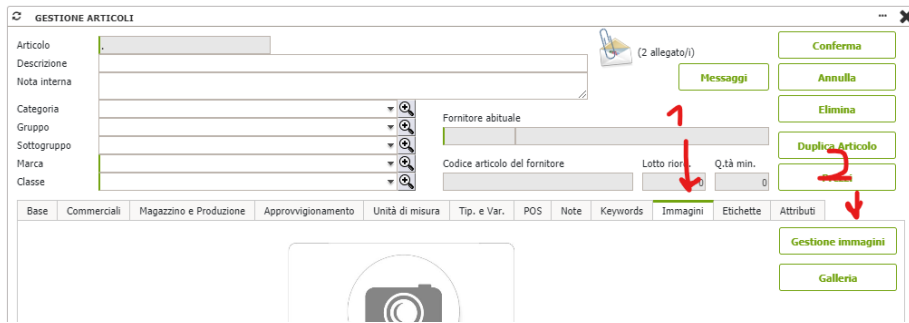 GESTIONE ARTICOLI
Articolo
.
(2 allegato/i)
Conferma
Descrizione
Nota interna
Messaggi
Annulla
Categoria
1
Elimina
Gruppo
Fornitore abituale
Sottogruppo
Duplica Articolo
Marca
Codice articolo del fornitore
Lotto rior.
Q.tà min.
2
Classe
0
0
Base Commerciali Magazzino e Produzione Approvvigionamento Unità di misura Tip. e Var. POS Note Keywords Immagini Etichette Attributi
Gestione immagini
Galleria